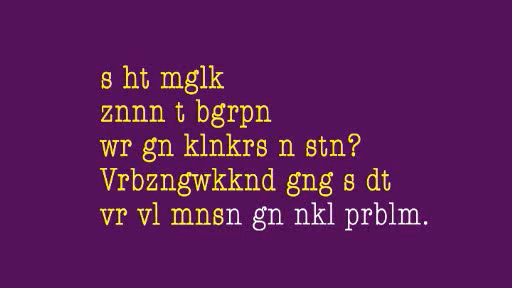 s ht mglk
znnn t bgrpn
wr gn klnkrs n stn?
Vrbzngwkknd gng s dt
vr vl mnsn gn nkl prblm.